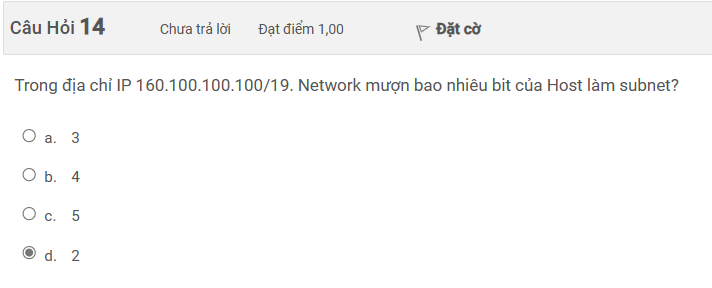 Câu Hỏi 14 Chưa trả lời Đạt điểm 1,00 Đặt cờ
Trong địa chỉ IP 160.100.100.100/19. Network mượn bao nhiêu bit của Host làm subnet?
a. 3
b. 4
c. 5
d. 2